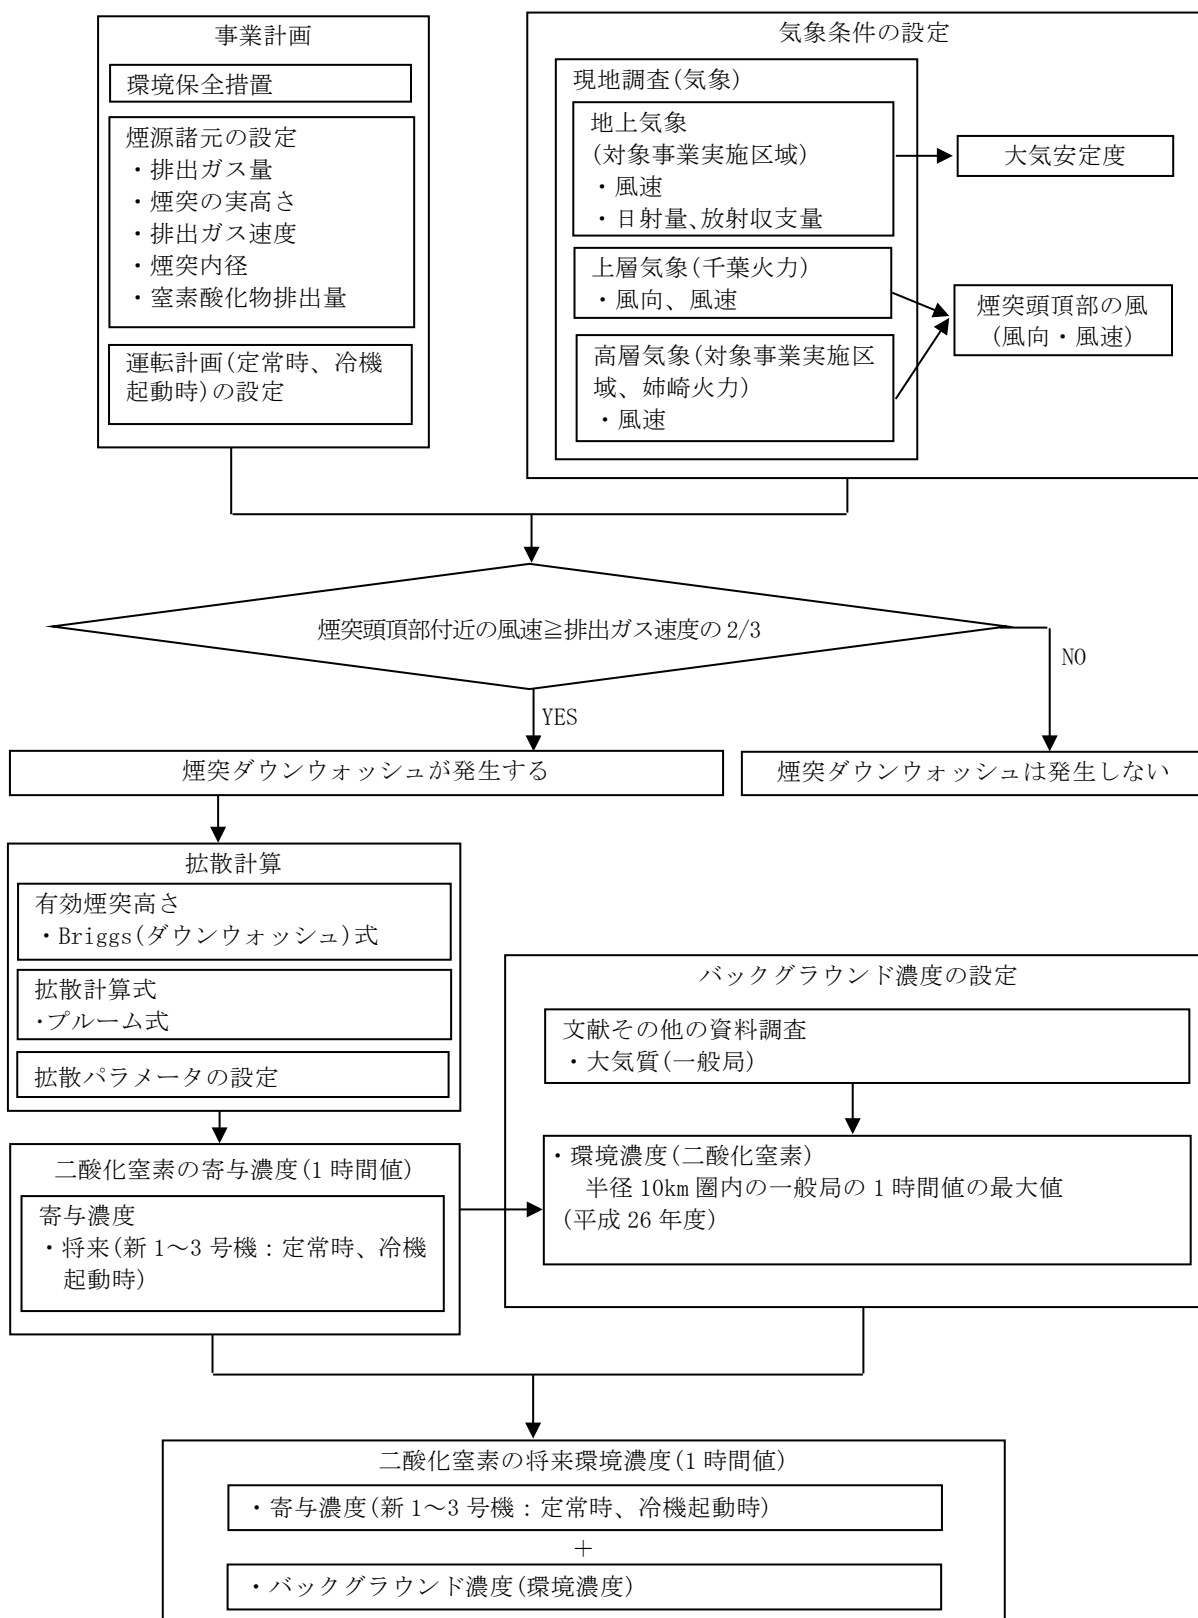 事業計画
環境保全措置
煙源諸元の設定
・排出ガス量
・煙突の実高さ
・排出ガス速度
・煙突内径
・窒素酸化物排出量
運転計画(定常時、冷機
起動時)の設定
気象条件の設定
現地調査(気象)
地上気象
(対象事業実施区域)
・風速
・日射量、放射収支量
大気安定度
上層気象(千葉火力)
・風向、風速
煙突頭頂部の風
(風向・風速)
高層気象(対象事業実施区
域、姉崎火力)
・風速
煙突頭頂部付近の風速≧排出ガス速度の2/3
NO
YES
煙突ダウンウォッシュが発生する
煙突ダウンウォッシュは発生しない
拡散計算
有効煙突高さ
・Briggs(ダウンウォッシュ)式
拡散計算式
・プルーム式
拡散パラメータの設定
バックグラウンド濃度の設定
文献その他の資料調査
・大気質(一般局)
・環境濃度(二酸化窒素)
半径10km圏内の一般局の1時間値の最大値
(平成26年度)
二酸化窒素の寄与濃度(1時間値)
寄与濃度
・将来(新1～3号機：定常時、冷機
起動時)
二酸化窒素の将来環境濃度(1時間値)
・寄与濃度(新1～3号機：定常時、冷機起動時)
＋
・バックグラウンド濃度(環境濃度)